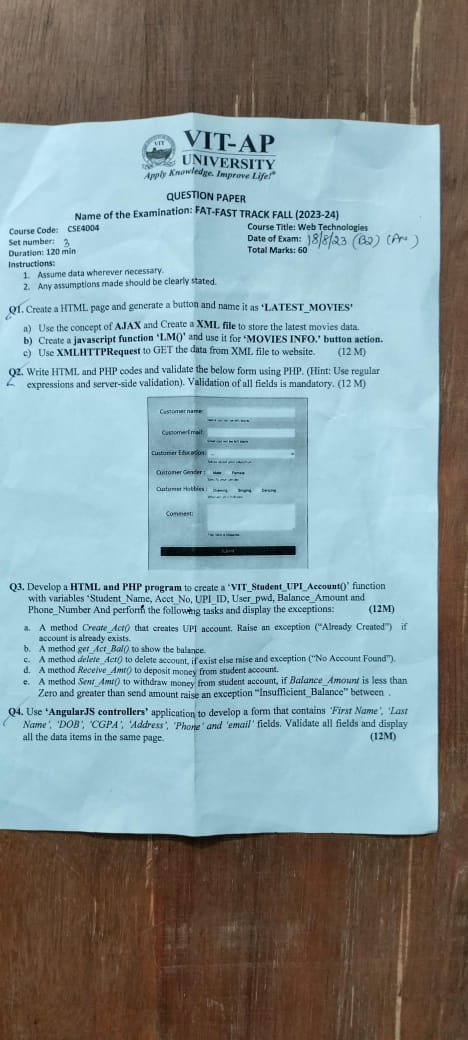 VIT
VIT-AP
UNIVERSITY
Apply Knowledge. Improve Life!®
QUESTION PAPER
Name of the Examination: FAT-FAST TRACK FALL (2023-24)
Course Code: CSE4004 Course Title: Web Technologies
Set number: 3 Date of Exam: 18/8/23 (B2)
Duration: 120 min Total Marks: 60
Instructions:
1. Assume data wherever necessary.
2. Any assumptions made should be clearly stated.
Q1. Create a HTML page and generate a button and name it as ‘LATEST_MOVIES’
a) Use the concept of AJAX and Create a XML file to store the latest movies data.
b) Create a javascript function ‘LM()’ and use it for ‘MOVIES INFO.’ button action.
c) Use XMLHTTPRequest to GET the data from XML file to website. (12 M)
Q2. Write HTML and PHP codes and validate the below form using PHP. (Hint: Use regular
expressions and server-side validation). Validation of all fields is mandatory. (12 M)
Customer name:
CustomerEmail:
Customer Education:
Customer Gender : Male Female
Customer Hobbies : Drawing Singing Dancing
Comment:
Submit
Q3. Develop a HTML and PHP program to create a ‘VIT_Student_UPI_Account()’ function
with variables ‘Student_Name, Acct_No, UPI_ID, User_pwd, Balance_Amount and
Phone_Number And perform the following tasks and display the exceptions: (12M)
a. A method Create_Act() that creates UPI account. Raise an exception (“Already Created”) if
account is already exists.
b. A method get_Act_Bal() to show the balance.
c. A method delete_Act() to delete account, if exist else raise and exception (“No Account Found”).
d. A method Receive_Amt() to deposit money from student account.
e. A method Sent_Amt() to withdraw money from student account, if Balance_Amount is less than
Zero and greater than send amount raise an exception “Insufficient_Balance” between .
Q4. Use ‘AngularJS controllers’ application to develop a form that contains ‘First Name’, ‘Last
Name’, ‘DOB’, ‘CGPA’, ‘Address’, ‘Phone’ and ‘email’ fields. Validate all fields and display
all the data items in the same page. (12M)